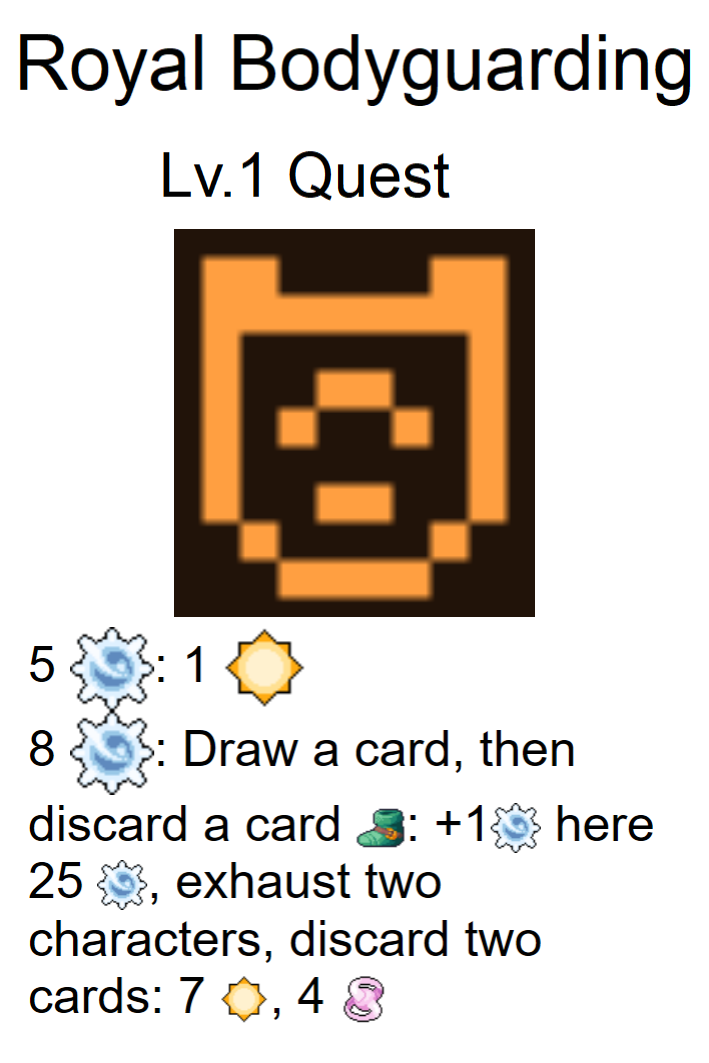 Royal Bodyguarding
Lv.1 Quest
5 : 1
8 : Draw a card, then
discard a card : +1 here
25 , exhaust two
characters, discard two
cards: 7 , 4